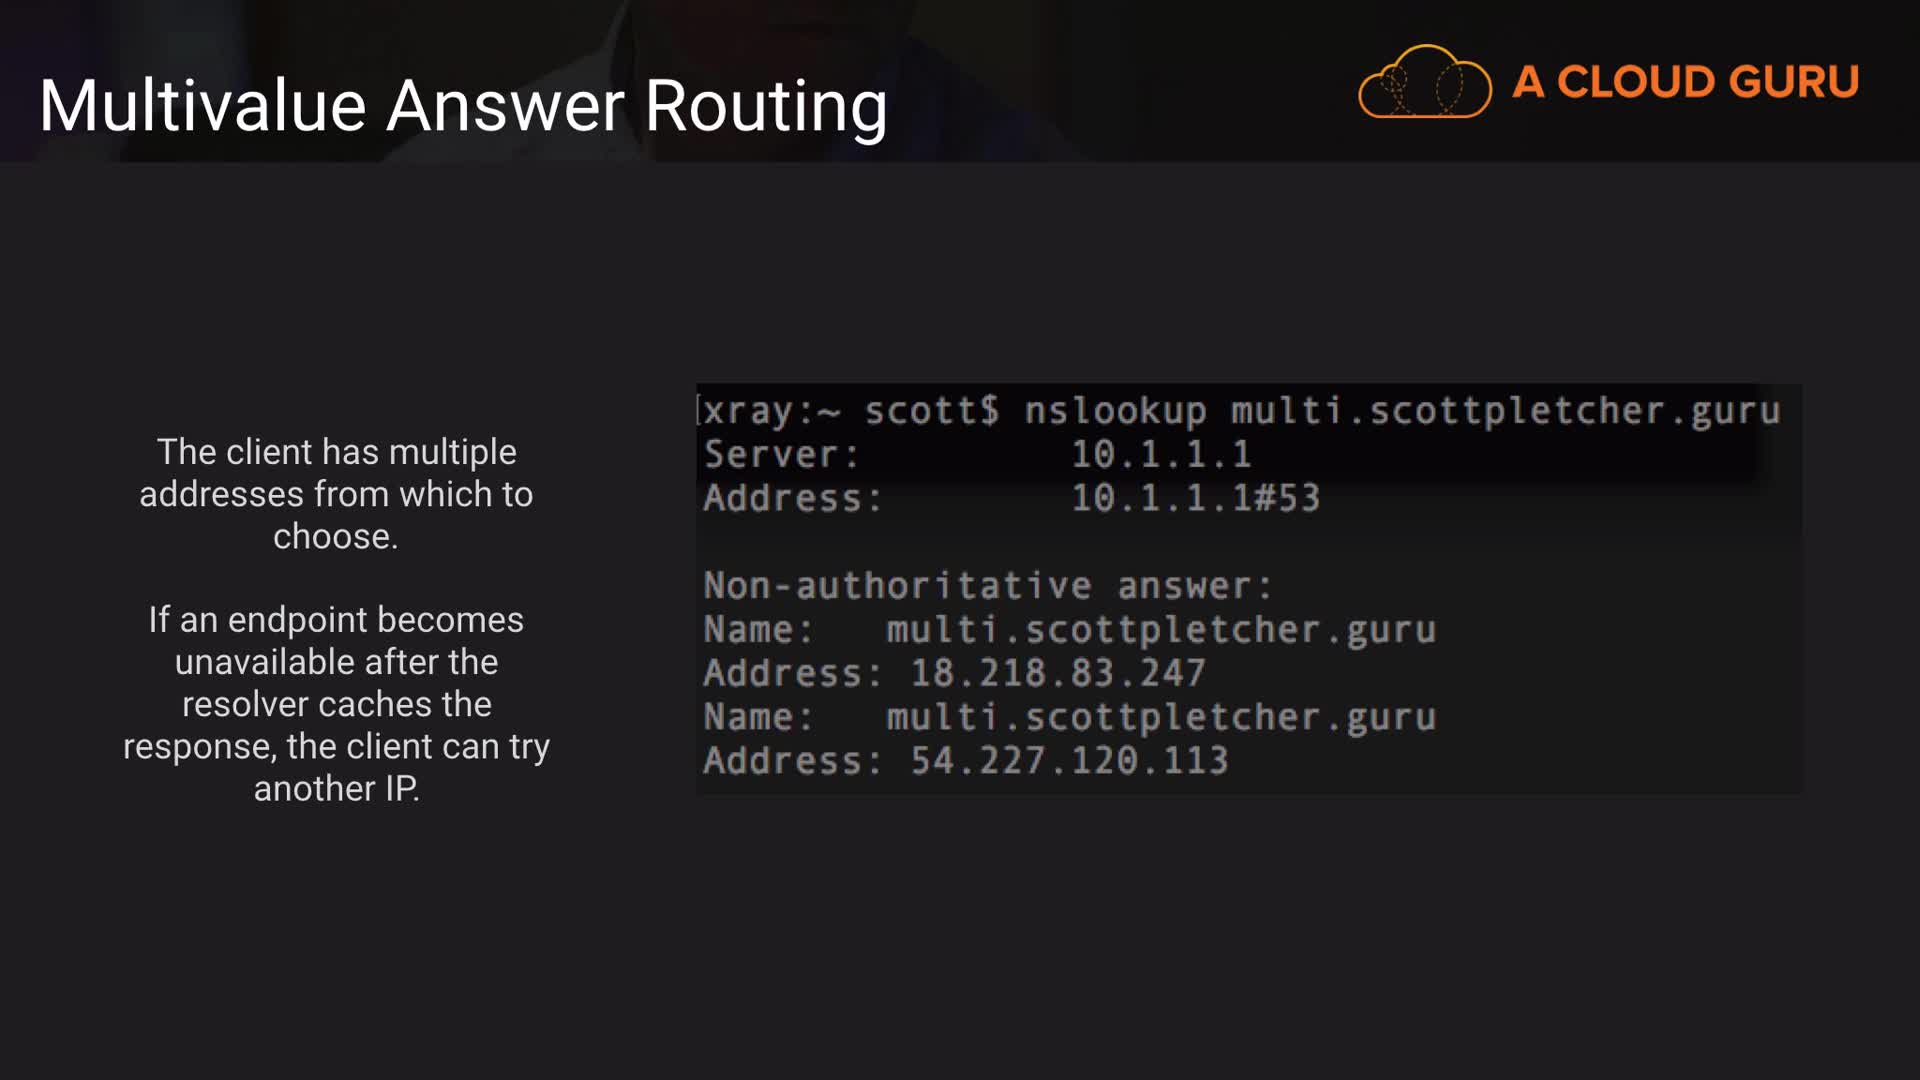 Multivalue Answer Routing
A CLOUD GURU
The client has multiple
addresses from which to
choose.
If an endpoint becomes
unavailable after the
resolver caches the
response, the client can try
another IP.
[xray:~ scott$ nslookup multi.scottpletcher.guru
Server: 10.1.1.1
Address: 10.1.1.1#53
Non-authoritative answer:
Name: multi.scottpletcher.guru
Address: 18.218.83.247
Name: multi.scottpletcher.guru
Address: 54.227.120.113